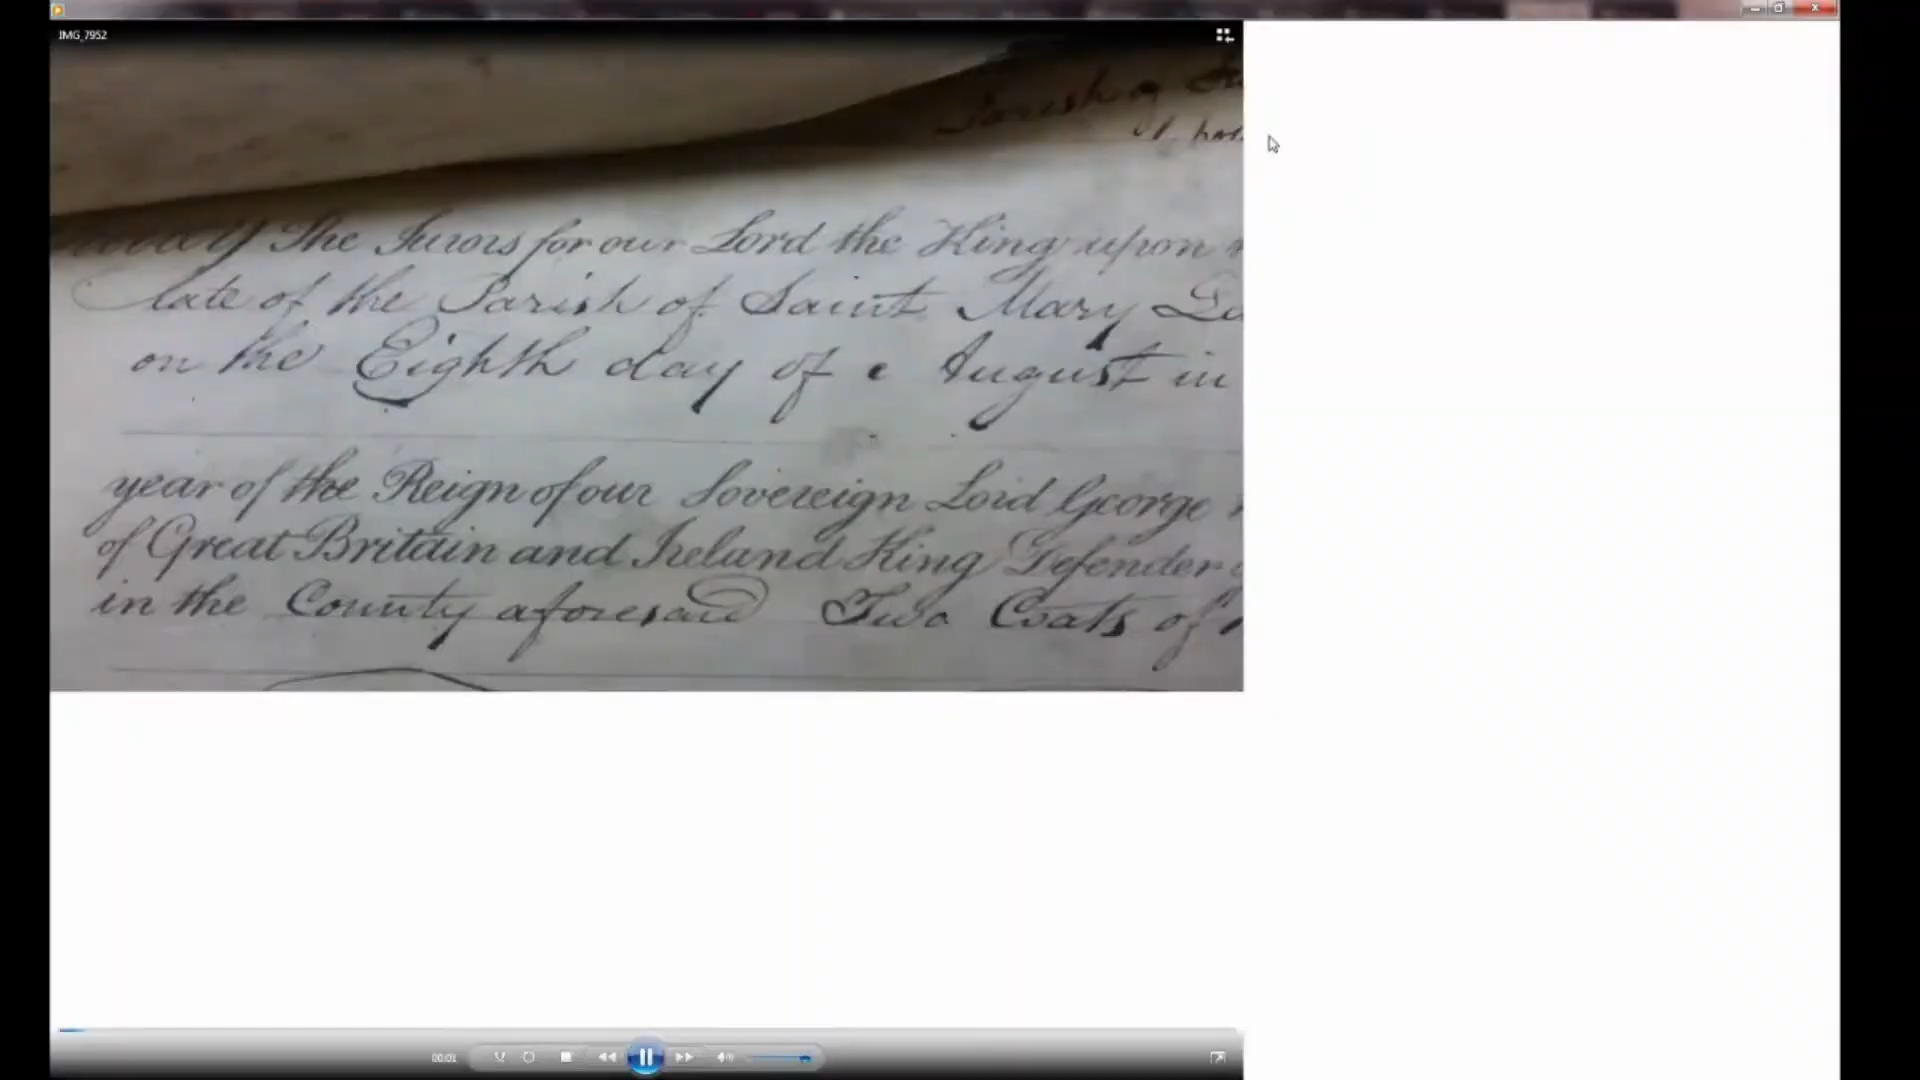 IMG_7952
Parish of
The Jurors for our Lord the King upon
late of the Parish of Saint Mary
on the Eighth day of August in
year of the Reign of our Sovereign Lord George
of Great Britain and Ireland King Defender
in the County aforesaid Two Coats of
00:01